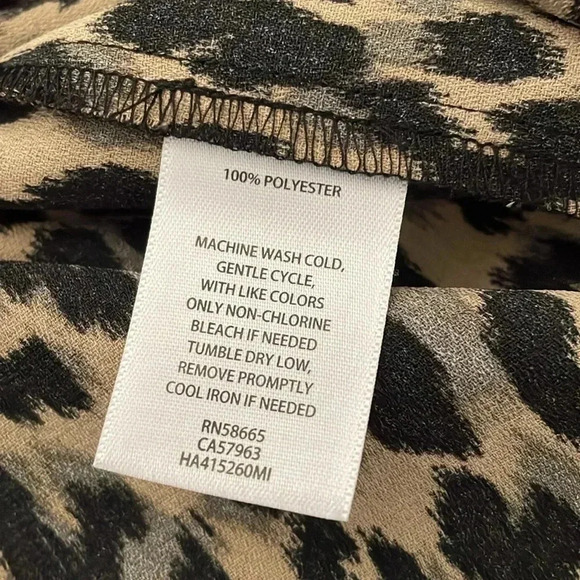 100% POLYESTER
MACHINE WASH COLD,
GENTLE CYCLE,
WITH LIKE COLORS
ONLY NON-CHLORINE
BLEACH IF NEEDED
TUMBLE DRY LOW,
REMOVE PROMPTLY
COOL IRON IF NEEDED
RN58665
CA57963
HA415260MI